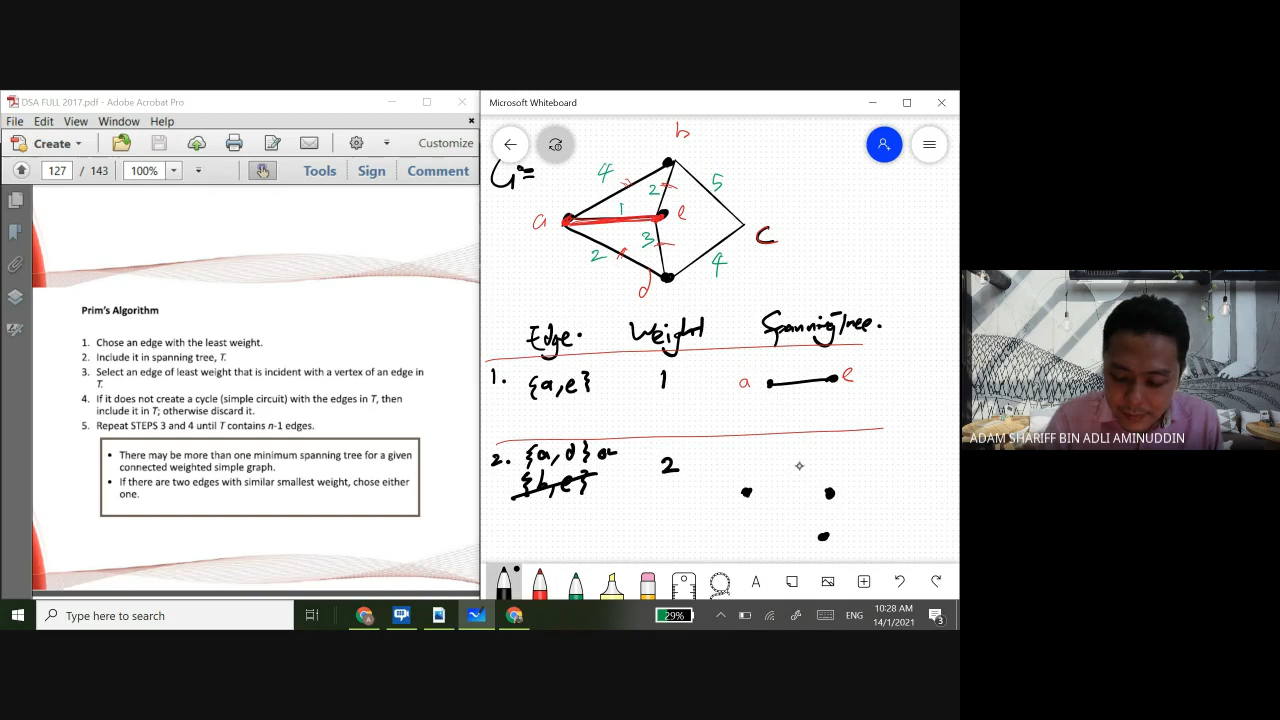 DSA FULL 2017.pdf - Adobe Acrobat Pro
File Edit View Window Help
Create
Customize
127 / 143 100%
Tools Sign Comment
Prim's Algorithm
1. Chose an edge with the least weight.
2. Include it in spanning tree, T.
3. Select an edge of least weight that is incident with a vertex of an edge in
T.
4. If it does not create a cycle (simple circuit) with the edges in T, then
include it in T; otherwise discard it.
5. Repeat STEPS 3 and 4 until T contains n-1 edges.
• There may be more than one minimum spanning tree for a given
connected weighted simple graph.
• If there are two edges with similar smallest weight, chose either
one.
Microsoft Whiteboard
G=
b
4
2
5
a
1
e
c
2
3
4
d
Edge. Weight Spanning Tree.
1. {a,e} 1 a e
2. {a,d} or 2
{b,e}
ADAM SHARIFF BIN ADLI AMINUDDIN
Type here to search
29%
ENG
10:28 AM
14/1/2021
3